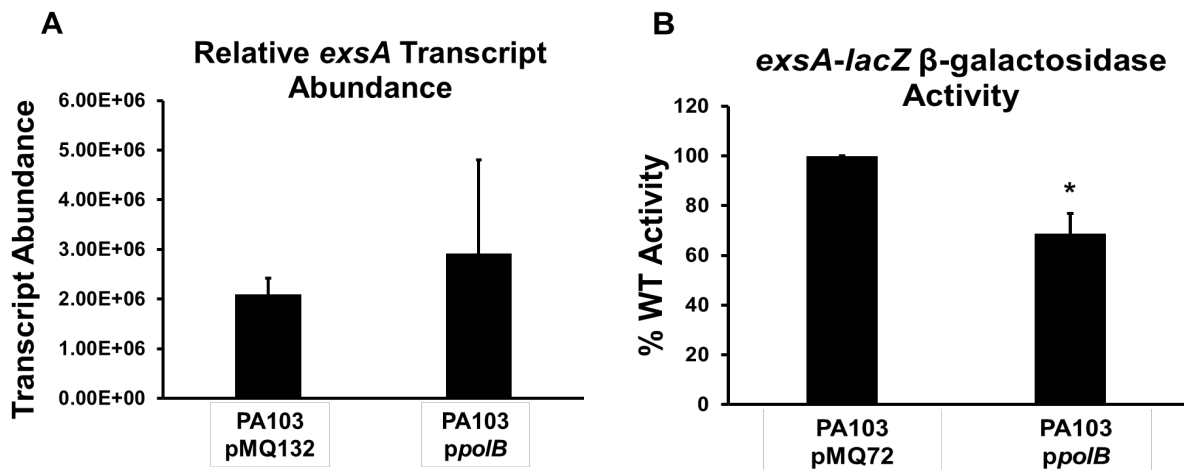 A
Relative exsA Transcript
Abundance
Transcript Abundance
6.00E+06
5.00E+06
4.00E+06
3.00E+06
2.00E+06
1.00E+06
0.00E+00
PA103
pMQ132
PA103
ppolB
B
exsA-lacZ β-galactosidase
Activity
% WT Activity
120
100
80
60
40
20
0
*
PA103
pMQ72
PA103
ppolB